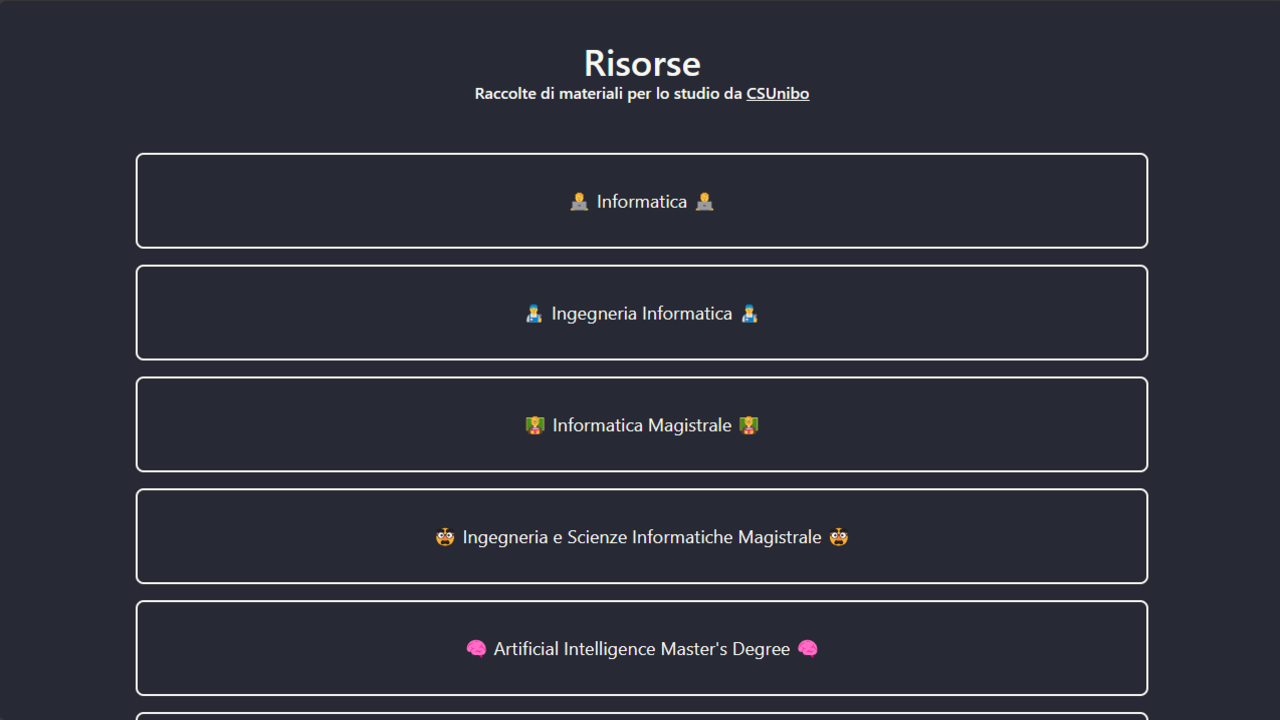 Risorse
Raccolte di materiali per lo studio da CSUnibo
Informatica
Ingegneria Informatica
Informatica Magistrale
Ingegneria e Scienze Informatiche Magistrale
Artificial Intelligence Master's Degree